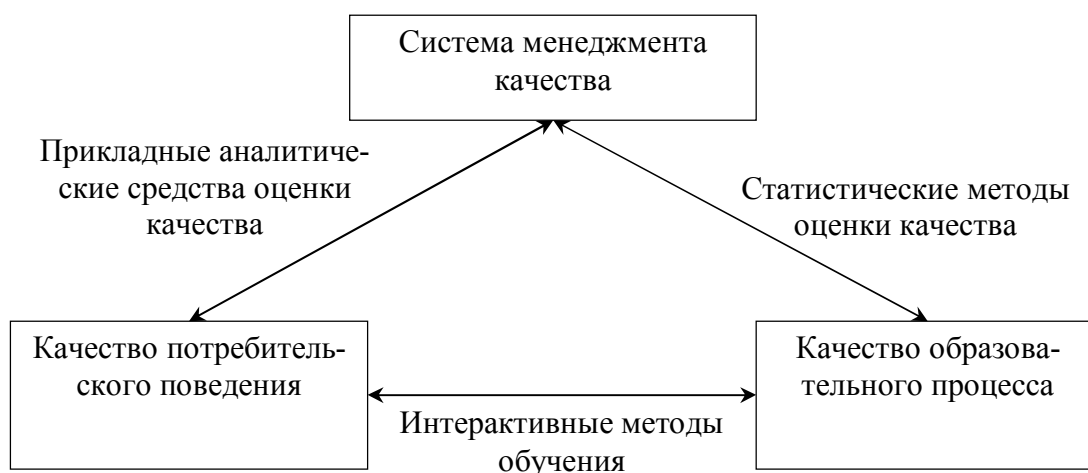 Система менеджмента
качества
Прикладные аналитиче-
ские средства оценки
качества
Статистические методы
оценки качества
Качество потребитель-
ского поведения
Качество образова-
тельного процесса
Интерактивные методы
обучения